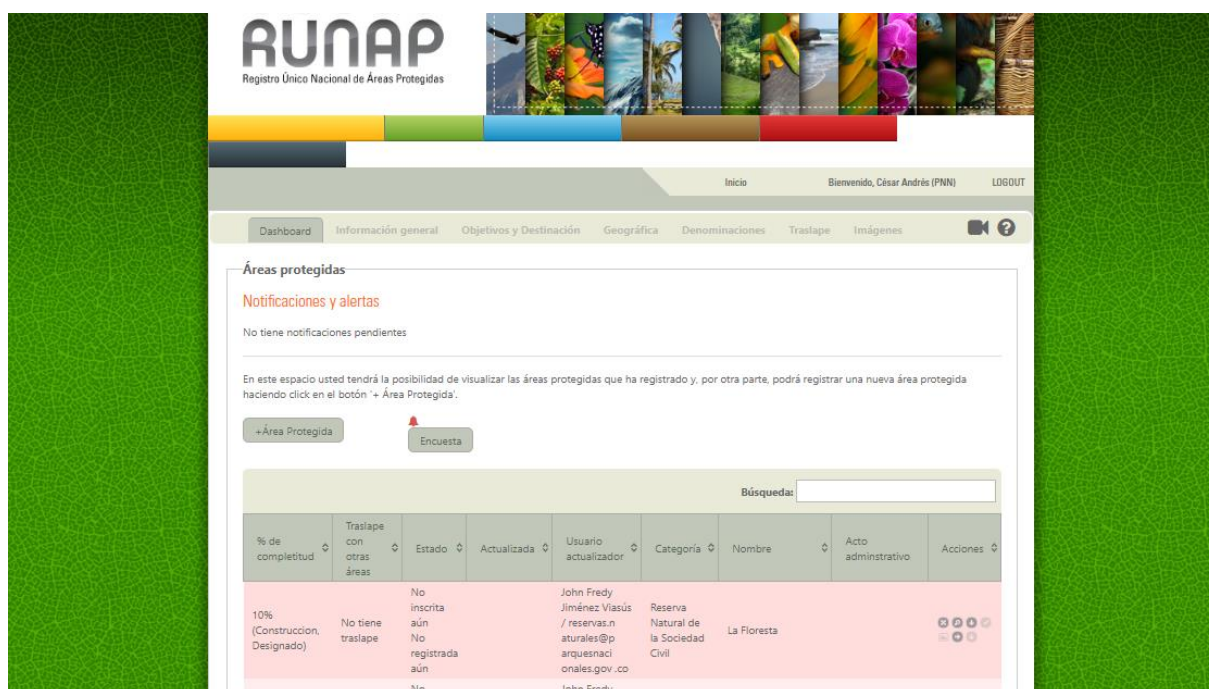 RUNAP
Registro Único Nacional de Áreas Protegidas
Inicio Bienvenido, César Andrés (PNN) LOGOUT
Dashboard Información general Objetivos y Destinación Geográfica Denominaciones Traslape Imágenes
Áreas protegidas
Notificaciones y alertas
No tiene notificaciones pendientes
En este espacio usted tendrá la posibilidad de visualizar las áreas protegidas que ha registrado y, por otra parte, podrá registrar una nueva área protegida
haciendo click en el botón '+ Área Protegida'.
+Área Protegida
Encuesta
Búsqueda:
% de
completitud
Traslape
con
otras
áreas
Estado
Actualizada
Usuario
actualizador
Categoría
Nombre
Acto
adminstrativo
Acciones
10%
(Construccion,
Designado)
No tiene
traslape
No
inscrita
aún
No
registrada
aún
John Fredy
Jiménez Viasús
/ reservas.n
aturales@p
arquesnaci
onales.gov .co
Reserva
Natural de
la Sociedad
Civil
La Floresta
No
John Fredy